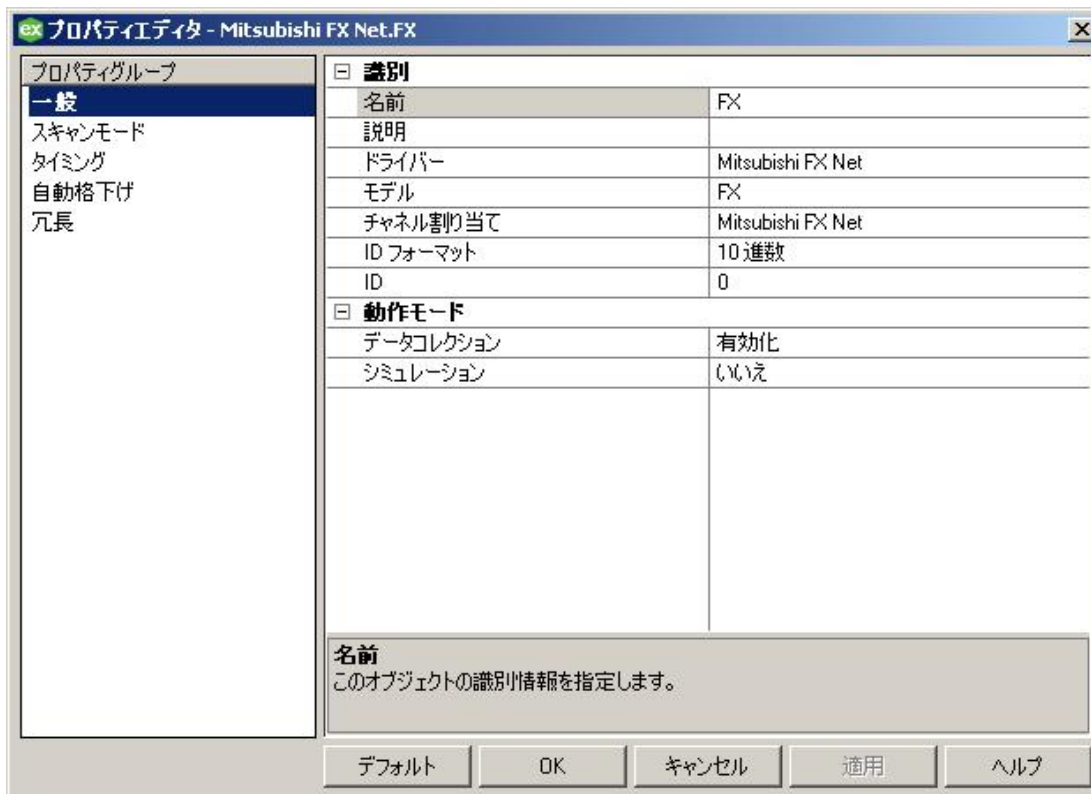 ex プロパティエディタ - Mitsubishi FX Net.FX
プロパティグループ
一般
スキャンモード
タイミング
自動格下げ
冗長
識別
名前 FX
説明
ドライバー Mitsubishi FX Net
モデル FX
チャネル割り当て Mitsubishi FX Net
ID フォーマット 10 進数
ID 0
動作モード
データコレクション 有効化
シミュレーション いいえ
名前
このオブジェクトの識別情報を指定します。
デフォルト OK キャンセル 適用 ヘルプ